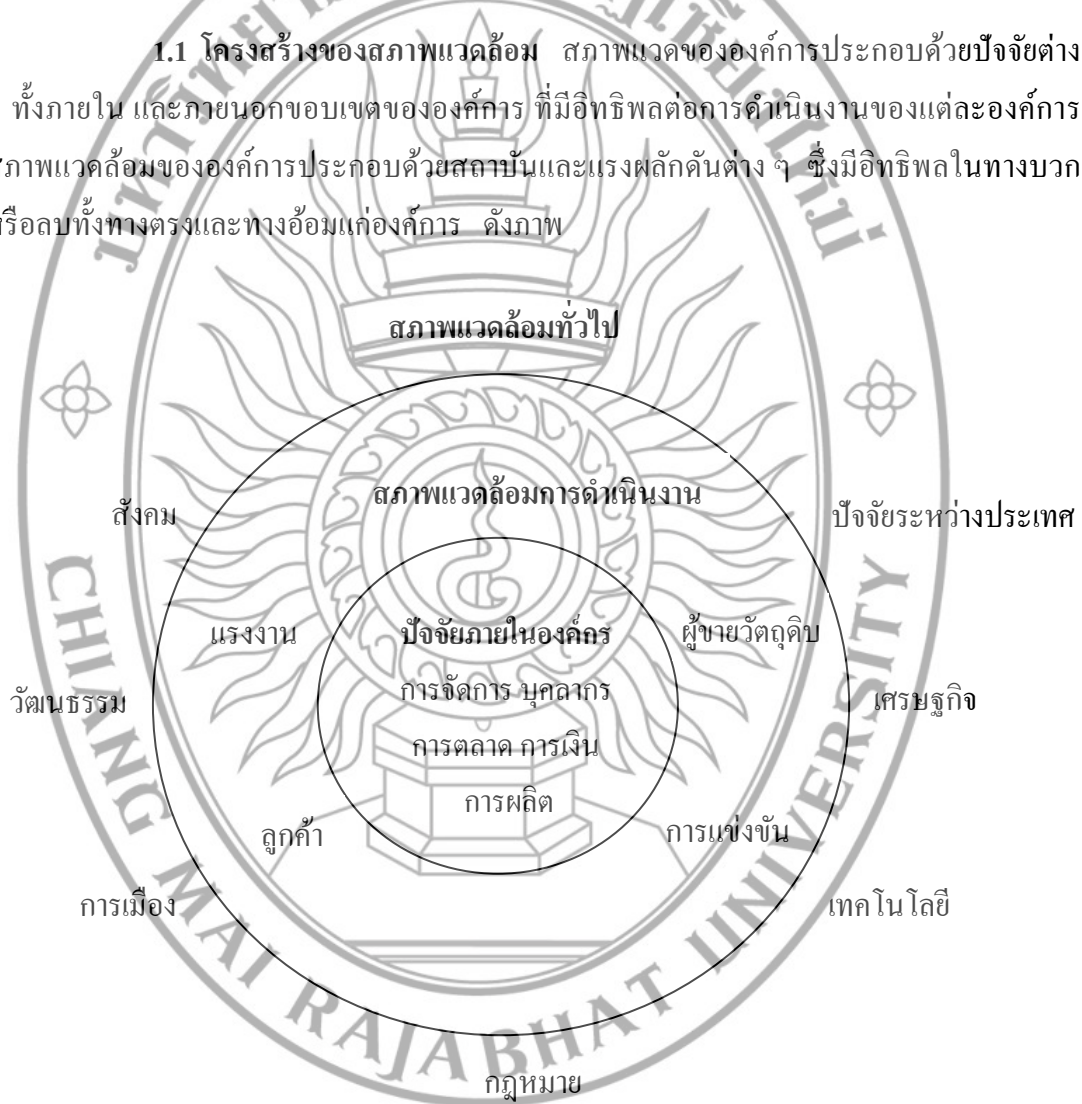 1.1 โครงสร้างของสภาพแวดล้อม สภาพแวดขององค์การประกอบด้วยปัจจัยต่าง
ทั้งภายใน และภายนอกขอบเขตขององค์การ ที่มีอิทธิพลต่อการดำเนินงานของแต่ละองค์การ
สภาพแวดล้อมขององค์การประกอบด้วยสถาบันและแรงผลักดันต่าง ๆ ซึ่งมีอิทธิพลในทางบวก
หรือลบทั้งทางตรงและทางอ้อมแก่องค์การ ดังภาพ
สภาพแวดล้อมทั่วไป
สภาพแวดล้อมการดำเนินงาน
สังคม
ปัจจัยระหว่างประเทศ
แรงงาน
ปัจจัยภายในองค์กร
ผู้ขายวัตถุดิบ
วัฒนธรรม
การจัดการ บุคลากร
เศรษฐกิจ
การตลาด การเงิน
การผลิต
ลูกค้า
การแข่งขัน
การเมือง
เทคโนโลยี
กฎหมาย
CHIANG MAI RAJABHAT UNIVERSITY